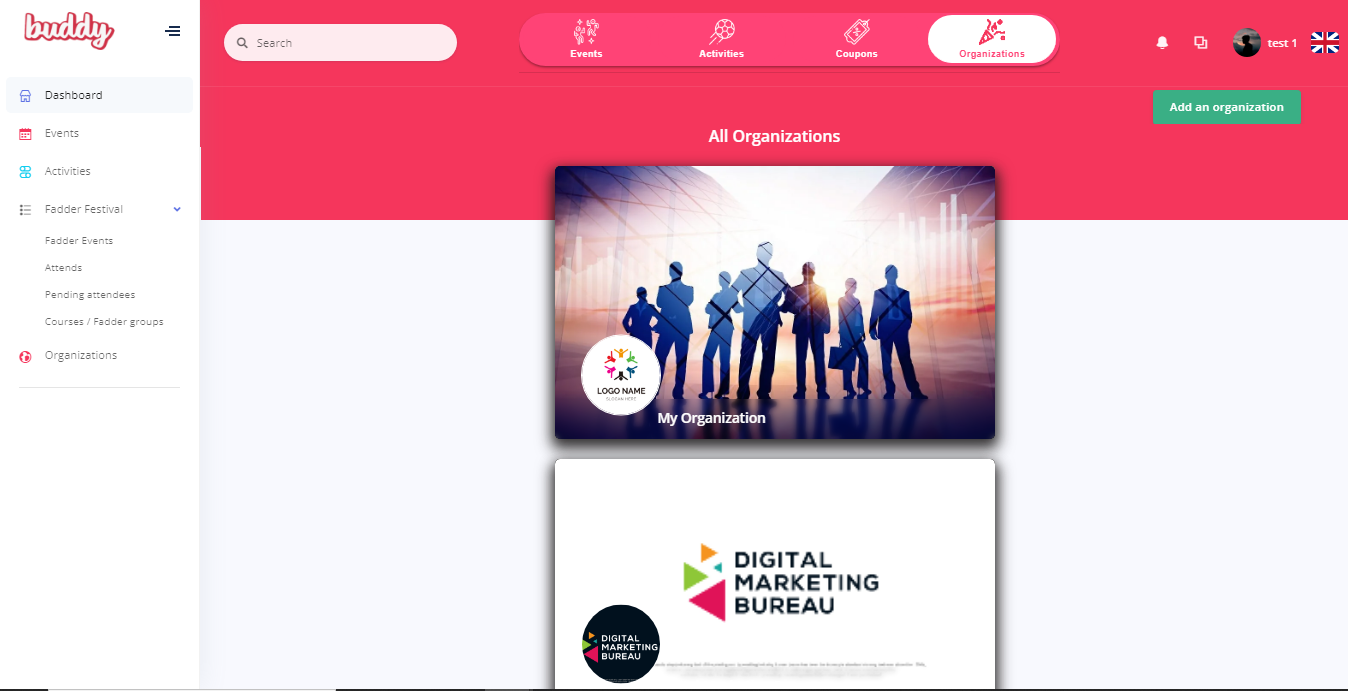 buddy
Search
Events
Activities
Coupons
Organizations
test 1
Dashboard
Events
Activities
Fadder Festival
Fadder Events
Attends
Pending attendees
Courses / Fadder groups
Organizations
Add an organization
All Organizations
LOGO NAME
SLOGAN HERE
My Organization
DIGITAL
MARKETING
BUREAU
DIGITAL
MARKETING
BUREAU